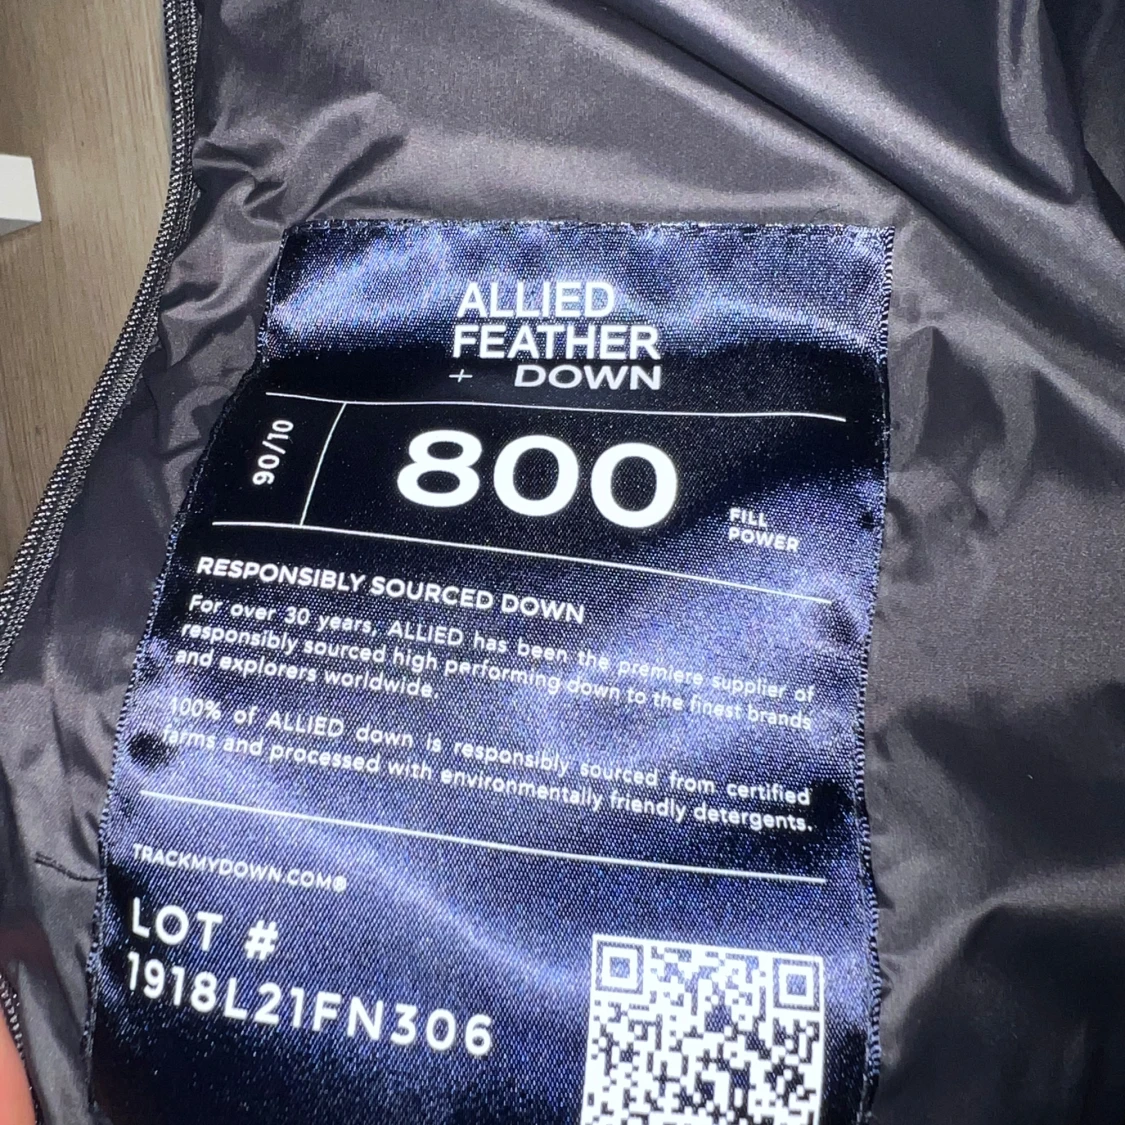 ALLIED
FEATHER
+ DOWN
90/10
800
FILL
POWER
RESPONSIBLY SOURCED DOWN
For over 30 years, ALLIED has been the premiere supplier of
responsibly sourced high performing down to the finest brands
and explorers worldwide.
100% of ALLIED down is responsibly sourced from certified
farms and processed with environmentally friendly detergents.
TRACKMYDOWN.COM®
LOT #
1918L21FN306